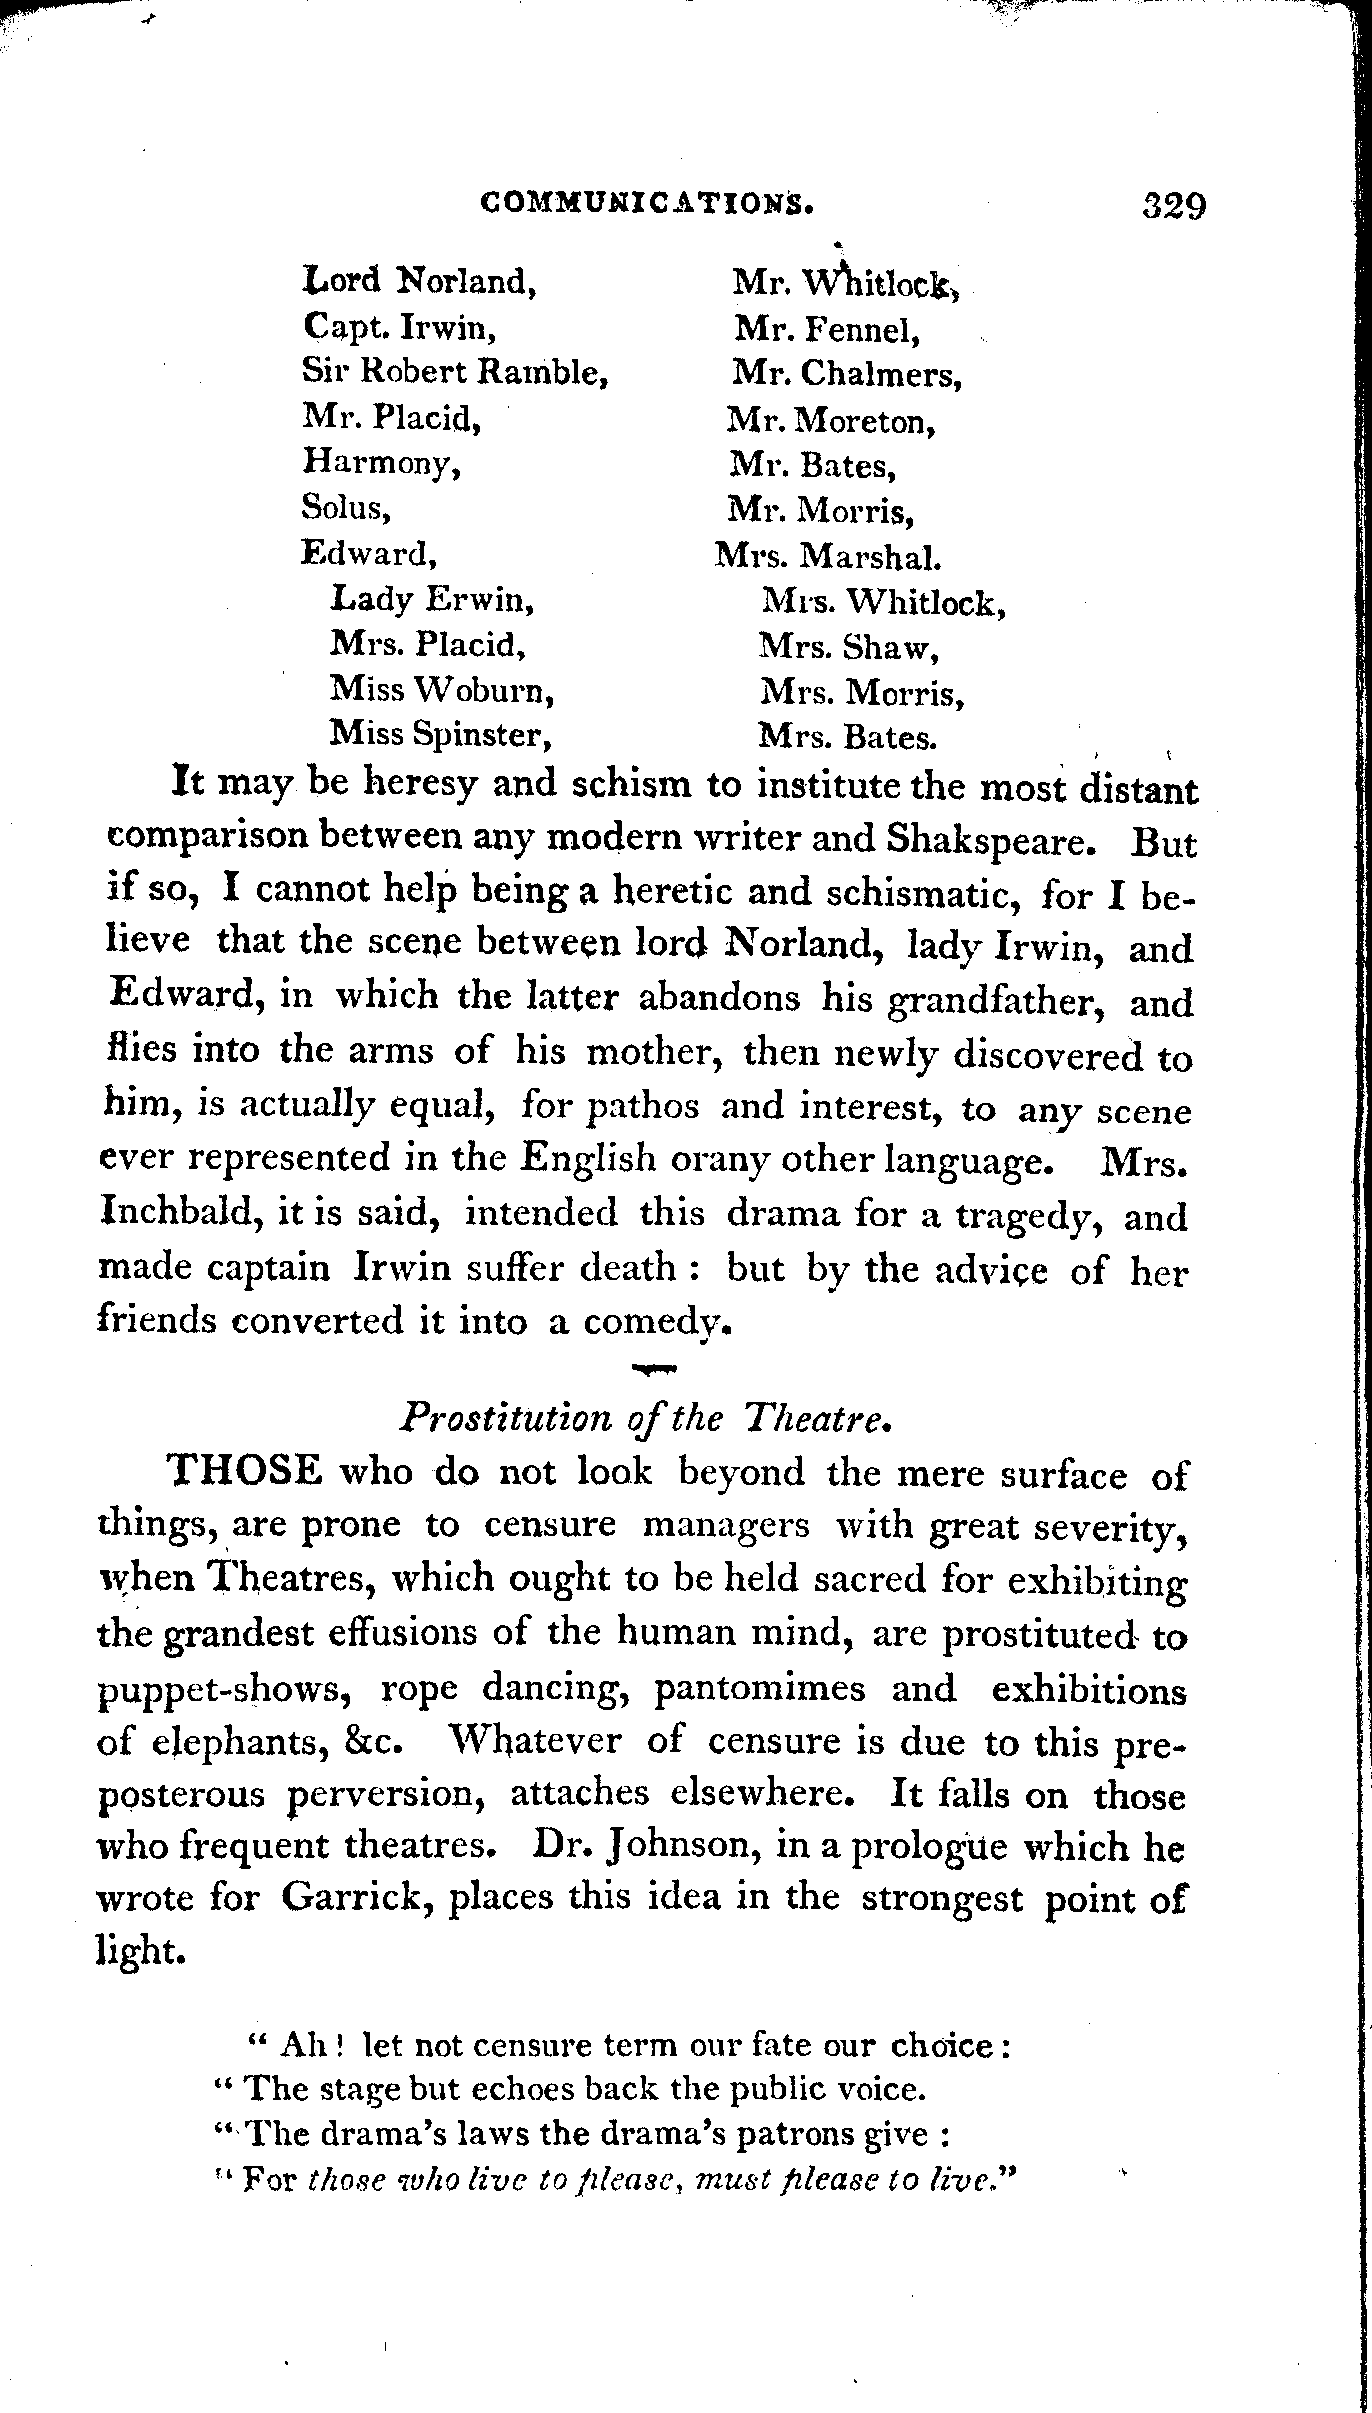 COMMUNICATIONS. 329
Lord Norland, Mr. Whitlock,
Capt. Irwin, Mr. Fennel,
Sir Robert Ramble, Mr. Chalmers,
Mr. Placid, Mr. Moreton,
Harmony, Mr. Bates,
Solus, Mr. Morris,
Edward, Mrs. Marshal.
Lady Erwin, Mrs. Whitlock,
Mrs. Placid, Mrs. Shaw,
Miss Woburn, Mrs. Morris,
Miss Spinster, Mrs. Bates.
It may be heresy and schism to institute the most distant
comparison between any modern writer and Shakspeare. But
if so, I cannot help being a heretic and schismatic, for I be-
lieve that the scene between lord Norland, lady Irwin, and
Edward, in which the latter abandons his grandfather, and
flies into the arms of his mother, then newly discovered to
him, is actually equal, for pathos and interest, to any scene
ever represented in the English orany other language. Mrs.
Inchbald, it is said, intended this drama for a tragedy, and
made captain Irwin suffer death : but by the advice of her
friends converted it into a comedy.
Prostitution of the Theatre.
THOSE who do not look beyond the mere surface of
things, are prone to censure managers with great severity,
when Theatres, which ought to be held sacred for exhibiting
the grandest effusions of the human mind, are prostituted to
puppet-shows, rope dancing, pantomimes and exhibitions
of elephants, &c. Whatever of censure is due to this pre-
posterous perversion, attaches elsewhere. It falls on those
who frequent theatres. Dr. Johnson, in a prologue which he
wrote for Garrick, places this idea in the strongest point of
light.
“ Ah ! let not censure term our fate our choice :
“ The stage but echoes back the public voice.
“ The drama’s laws the drama’s patrons give :
“ For those who live to please, must please to live.”